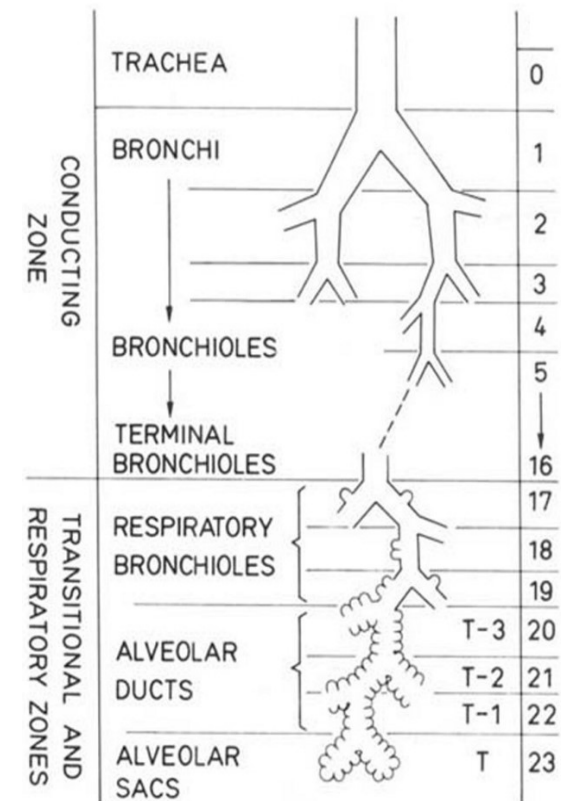 TRACHEA
0
BRONCHI
1
2
3
4
BRONCHIOLES
5
TERMINAL
BRONCHIOLES
16
CONDUCTING
ZONE
17
RESPIRATORY
BRONCHIOLES
18
19
T-3 20
ALVEOLAR
DUCTS
T-2 21
T-1 22
ALVEOLAR
SACS
T 23
TRANSITIONAL AND
RESPIRATORY ZONES